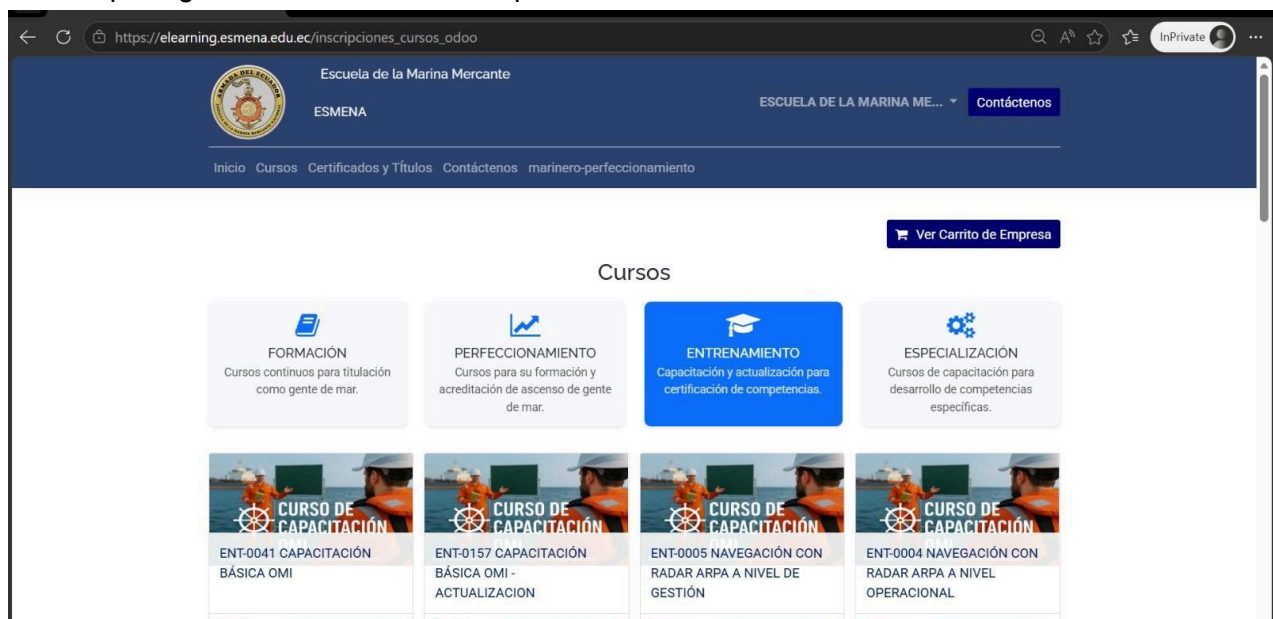 https://elearning.esmena.edu.ec/inscripciones_cursos_odoo
InPrivate
Escuela de la Marina Mercante
ESMENA
ESCUELA DE LA MARINA ME...
Contáctenos
Inicio Cursos Certificados y TÍtulos Contáctenos marinero-perfeccionamiento
Ver Carrito de Empresa
Cursos
FORMACIÓN
Cursos continuos para titulación
como gente de mar.
PERFECCIONAMIENTO
Cursos para su formación y
acreditación de ascenso de gente
de mar.
ENTRENAMIENTO
Capacitación y actualización para
certificación de competencias.
ESPECIALIZACIÓN
Cursos de capacitación para
desarrollo de competencias
específicas.
CURSO DE
CAPACITACIÓN
ENT-0041 CAPACITACIÓN
BÁSICA OMI
CURSO DE
CAPACITACIÓN
ENT-0157 CAPACITACIÓN
BÁSICA OMI -
ACTUALIZACION
CURSO DE
CAPACITACIÓN
ENT-0005 NAVEGACIÓN CON
RADAR ARPA A NIVEL DE
GESTIÓN
CURSO DE
CAPACITACIÓN
ENT-0004 NAVEGACIÓN CON
RADAR ARPA A NIVEL
OPERACIONAL